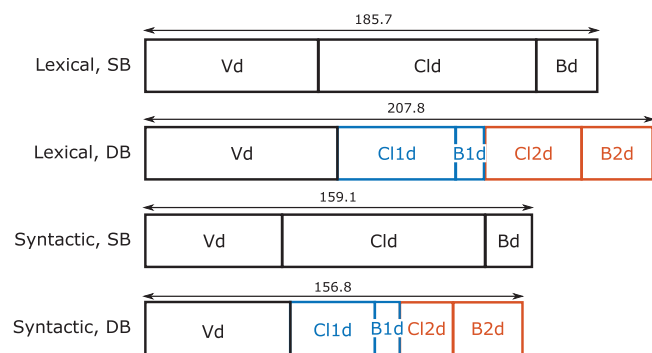 185.7
Lexical, SB Vd Cld Bd
207.8
Lexical, DB Vd Cl1d B1d Cl2d B2d
159.1
Syntactic, SB Vd Cld Bd
156.8
Syntactic, DB Vd Cl1d B1d Cl2d B2d